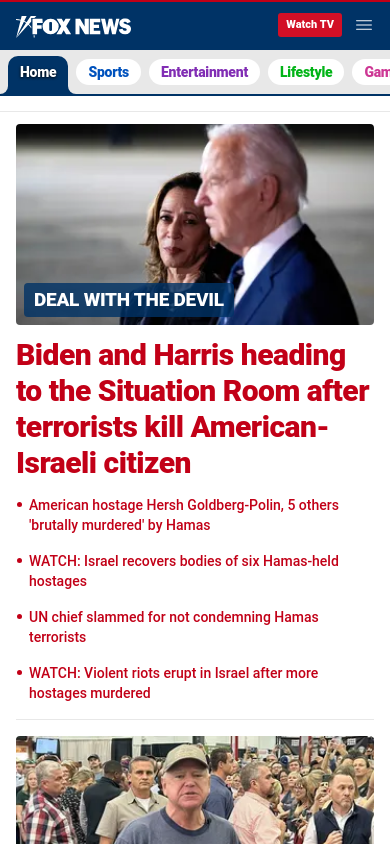 FOX NEWS
Watch TV
Home
Sports
Entertainment
Lifestyle
Gam
DEAL WITH THE DEVIL
Biden and Harris heading
to the Situation Room after
terrorists kill American-
Israeli citizen
• American hostage Hersh Goldberg-Polin, 5 others
'brutally murdered' by Hamas
• WATCH: Israel recovers bodies of six Hamas-held
hostages
• UN chief slammed for not condemning Hamas
terrorists
• WATCH: Violent riots erupt in Israel after more
hostages murdered